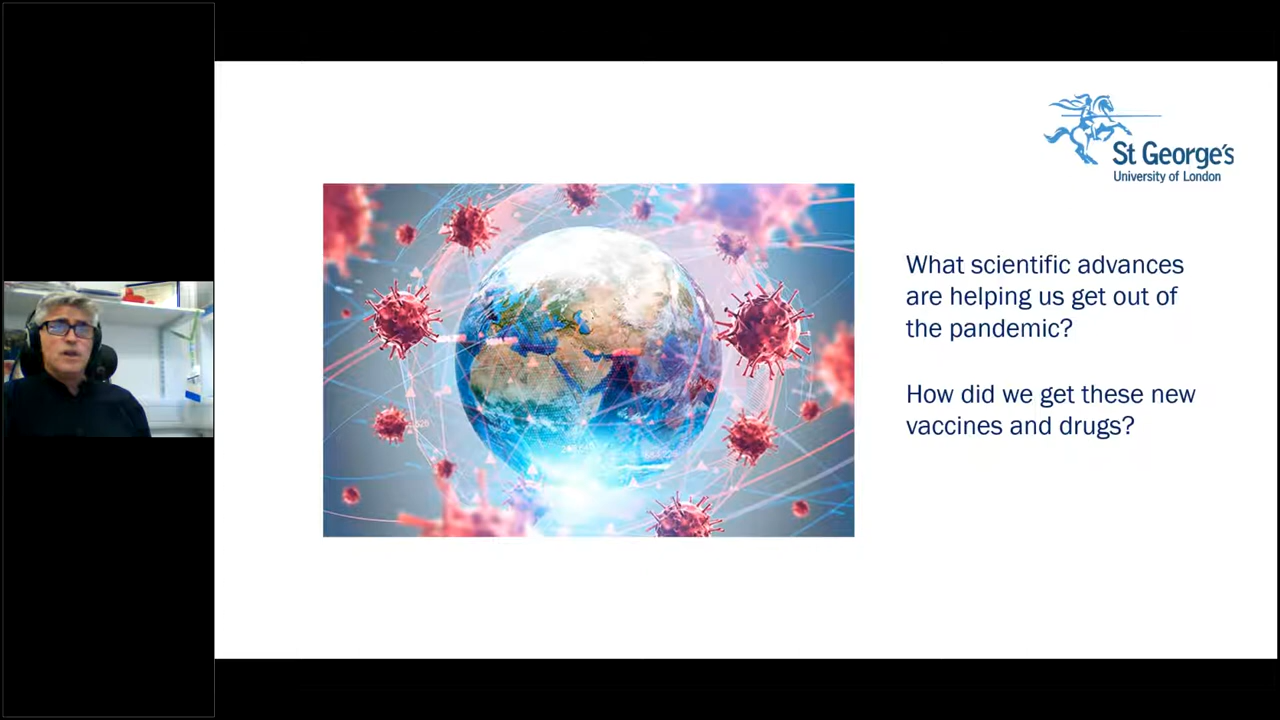 St George's
University of London
What scientific advances
are helping us get out of
the pandemic?
How did we get these new
vaccines and drugs?